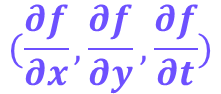 (∂f/∂x, ∂f/∂y, ∂f/∂t)